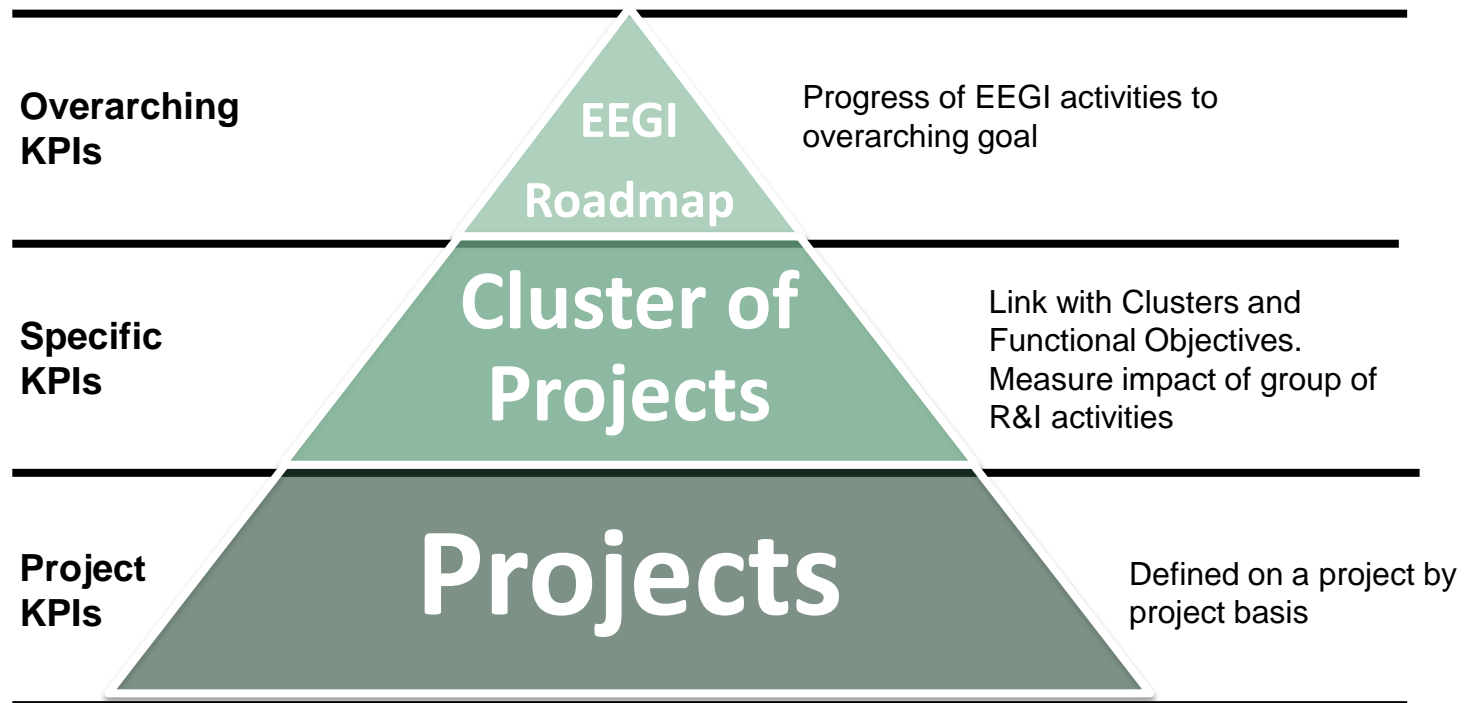 Overarching
KPIs
EEGI
Roadmap
Progress of EEGI activities to
overarching goal
Specific
KPIs
Cluster of
Projects
Link with Clusters and
Functional Objectives.
Measure impact of group of
R&I activities
Project
KPIs
Projects
Defined on a project by
project basis